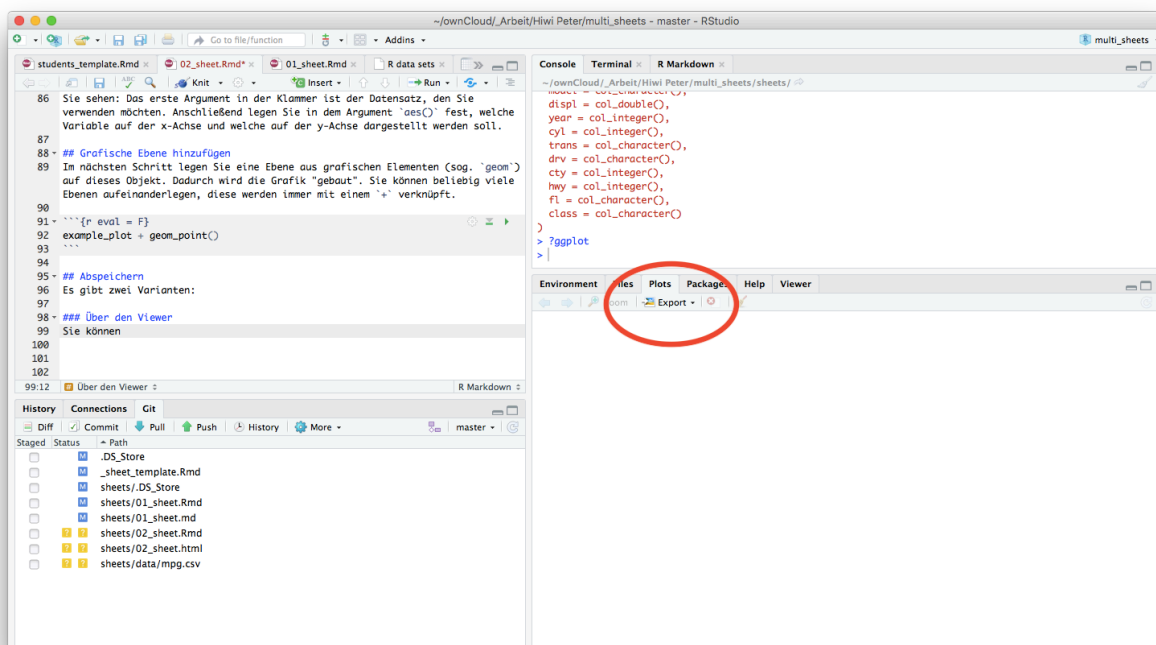 ~/ownCloud/_Arbeit/Hiwi Peter/multi_sheets - master - RStudio
Go to file/function
Addins
multi_sheets
students_template.Rmd
02_sheet.Rmd*
01_sheet.Rmd
R data sets
ABC
Knit
Insert
Run
86 Sie sehen: Das erste Argument in der Klammer ist der Datensatz, den Sie
verwenden möchten. Anschließend legen Sie in dem Argument `aes()` fest, welche
Variable auf der x-Achse und welche auf der y-Achse dargestellt werden soll.
87
88 ## Grafische Ebene hinzufügen
89 Im nächsten Schritt legen Sie eine Ebene aus grafischen Elementen (sog. `geom`)
auf dieses Objekt. Dadurch wird die Grafik "gebaut". Sie können beliebig viele
Ebenen aufeinanderlegen, diese werden immer mit einem `+` verknüpft.
90
91 ```{r eval = F}
92 example_plot + geom_point()
93 ```
94
95 ## Abspeichern
96 Es gibt zwei Varianten:
97
98 ### Über den Viewer
99 Sie können
100
101
102
99:12 Über den Viewer R Markdown
History Connections Git
Diff Commit Pull Push History More master
Staged Status Path
M .DS_Store
M _sheet_template.Rmd
M sheets/.DS_Store
M sheets/01_sheet.Rmd
M sheets/01_sheet.md
? ? sheets/02_sheet.Rmd
? ? sheets/02_sheet.html
? ? sheets/data/mpg.csv
Console Terminal R Markdown
~/ownCloud/_Arbeit/Hiwi Peter/multi_sheets/sheets/
model = col_character(),
displ = col_double(),
year = col_integer(),
cyl = col_integer(),
trans = col_character(),
drv = col_character(),
cty = col_integer(),
hwy = col_integer(),
fl = col_character(),
class = col_character()
)
> ?ggplot
>
Environment Files Plots Packages Help Viewer
Zoom Export